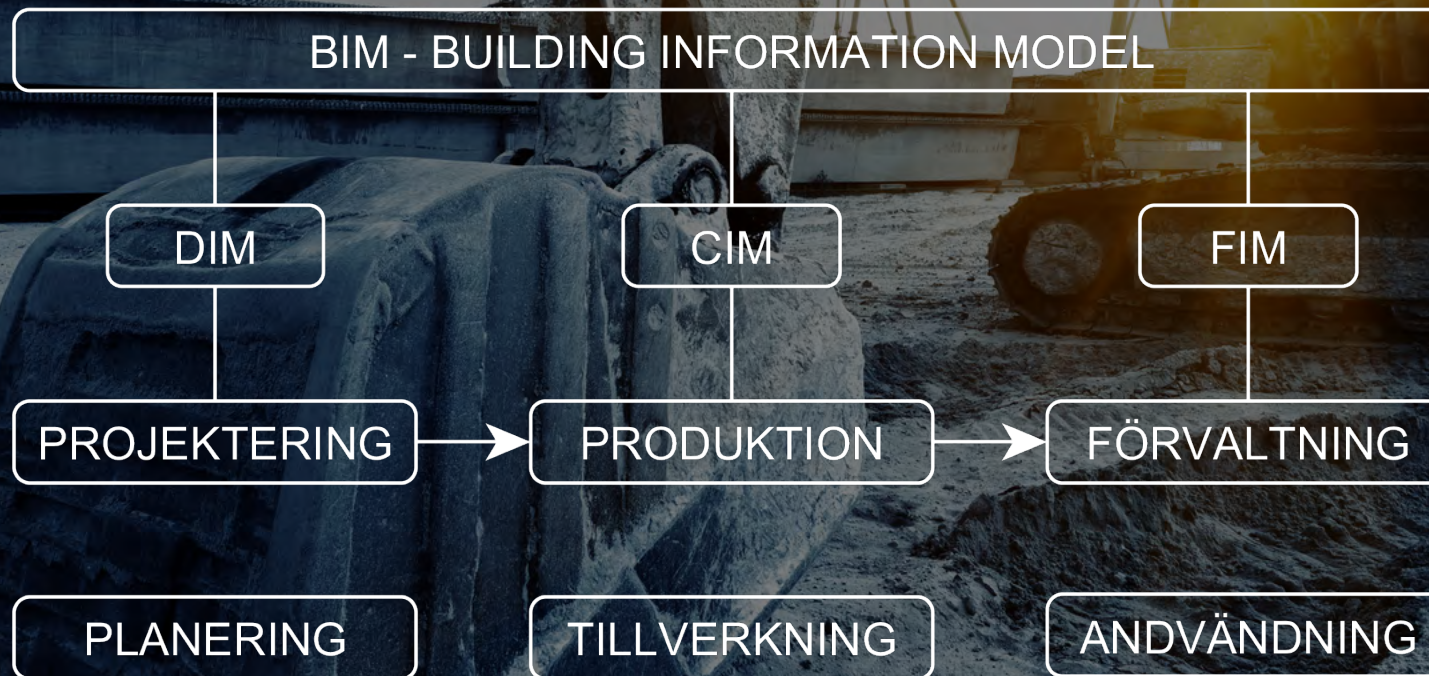 BIM - BUILDING INFORMATION MODEL
DIM
CIM
FIM
PROJEKTERING
PRODUKTION
FÖRVALTNING
PLANERING
TILLVERKNING
ANDVÄNDNING